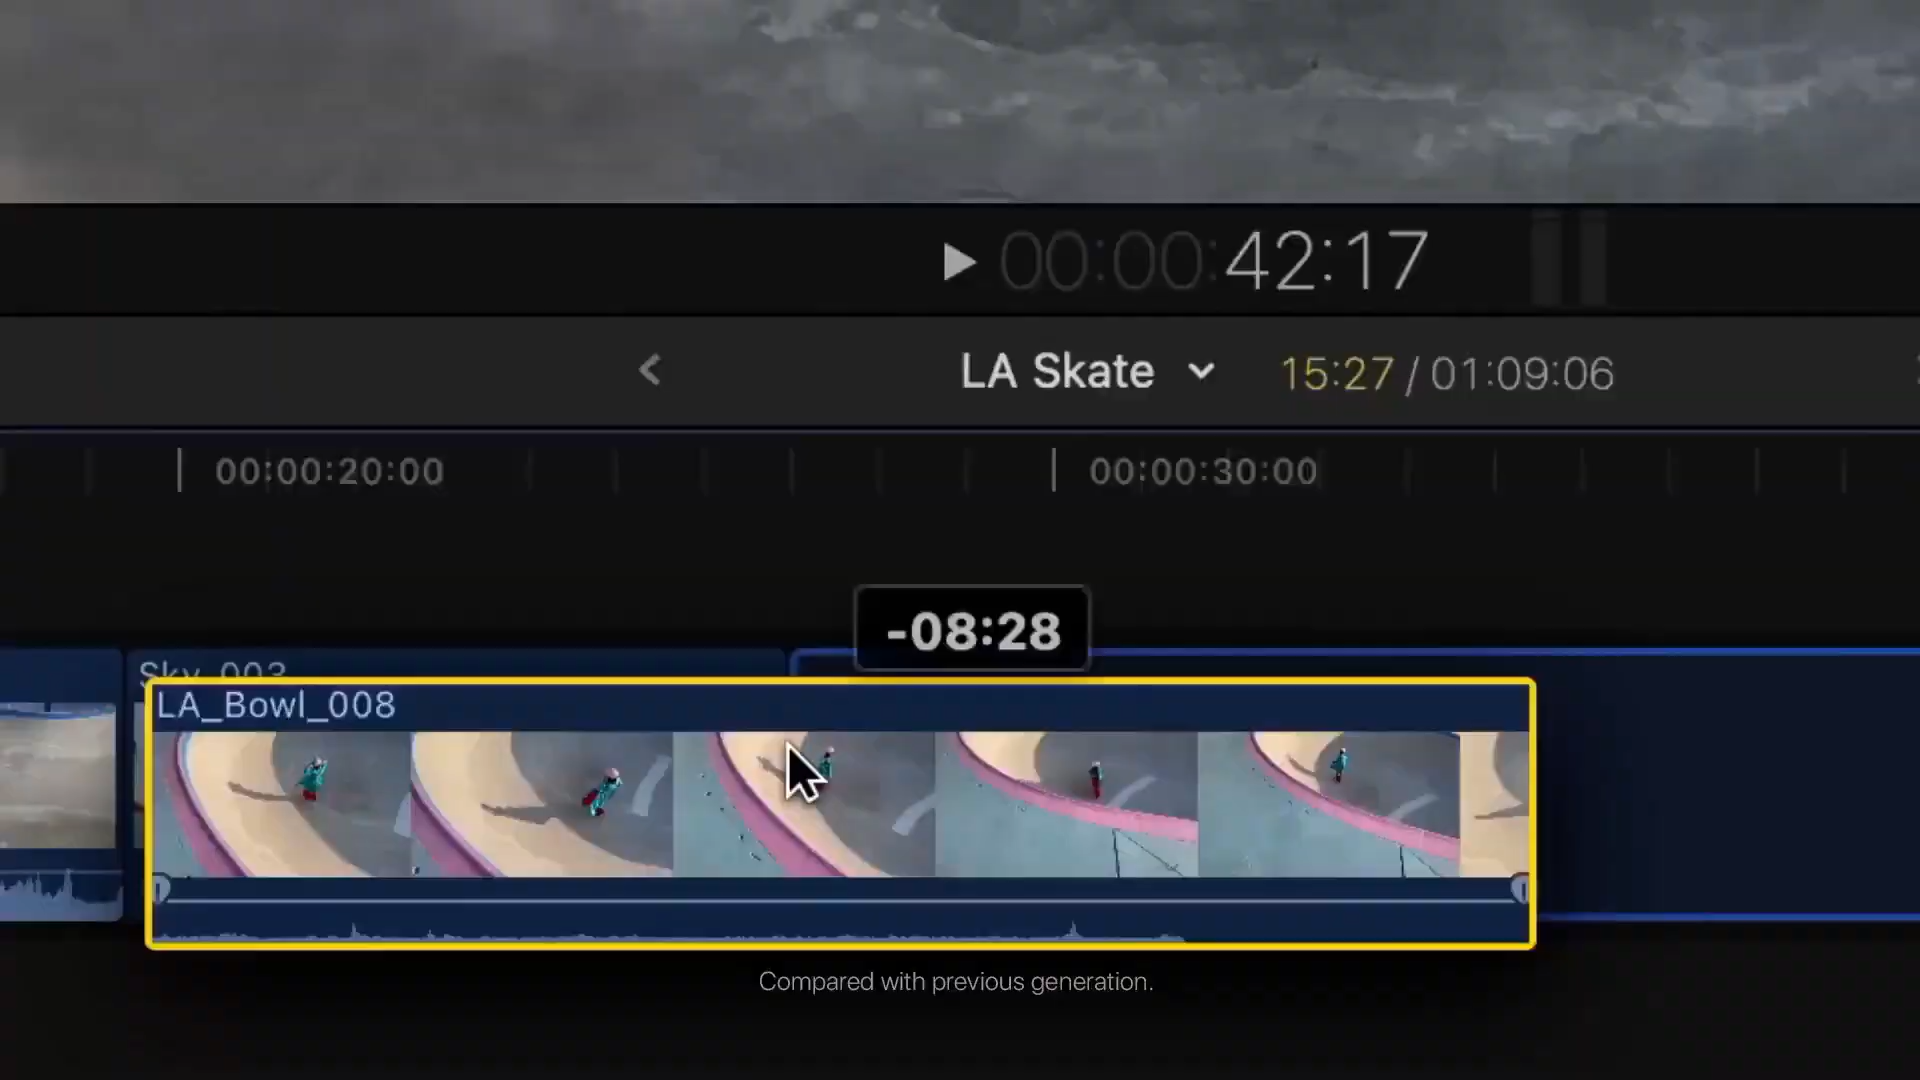 00:00:42:17
LA Skate 15:27 / 01:09:06
00:00:20:00 00:00:30:00
-08:28
Sky_003
LA_Bowl_008
Compared with previous generation.